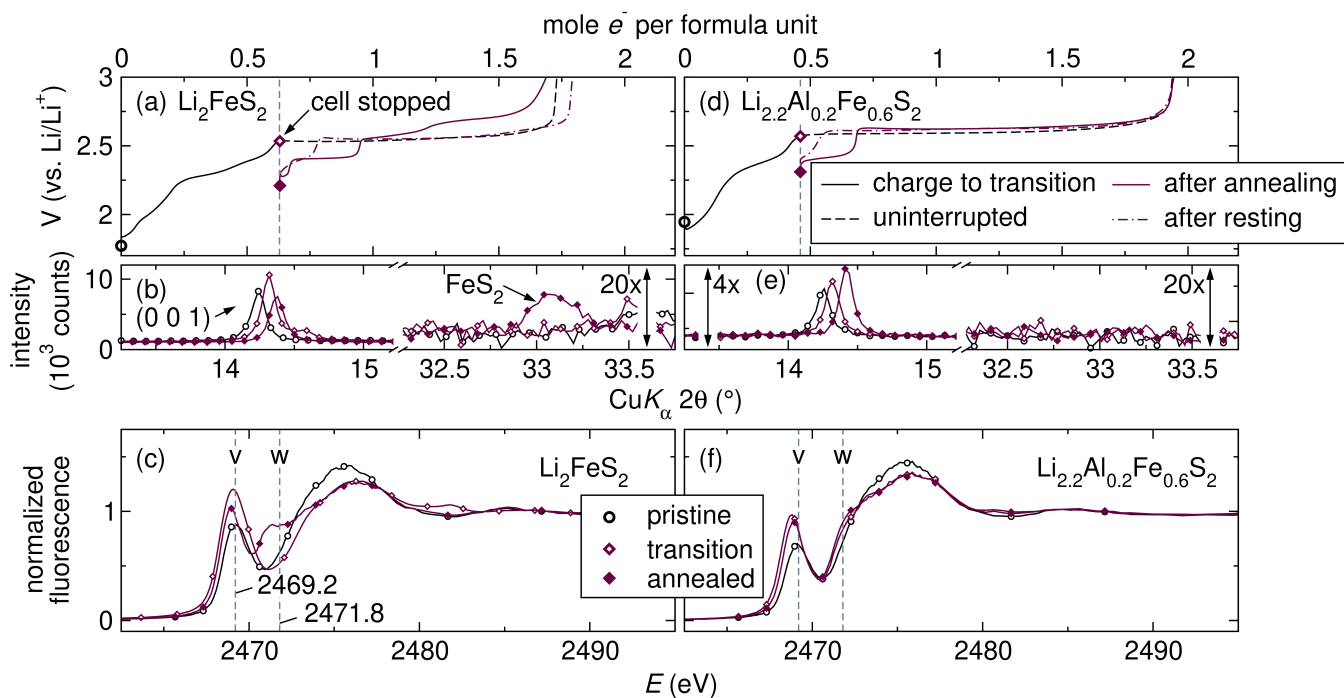 mole e⁻ per formula unit
0 0.5 1 1.5 2 0 0.5 1 1.5 2
3
2.5
2
V (vs. Li/Li⁺)
(a) Li₂FeS₂
cell stopped
(d) Li₂.₂Al₀.₂Fe₀.₆S₂
charge to transition
uninterrupted
after annealing
after resting
10
0
intensity
(10³ counts)
(b)
(0 0 1)
FeS₂
20x
4x
(e)
20x
14 15 32.5 33 33.5 14 15 32.5 33 33.5
CuKα 2θ (°)
1
0
normalized
fluorescence
(c)
v
w
Li₂FeS₂
2469.2
2471.8
pristine
transition
annealed
(f)
v
w
Li₂.₂Al₀.₂Fe₀.₆S₂
2470 2480 2490 2470 2480 2490
E (eV)